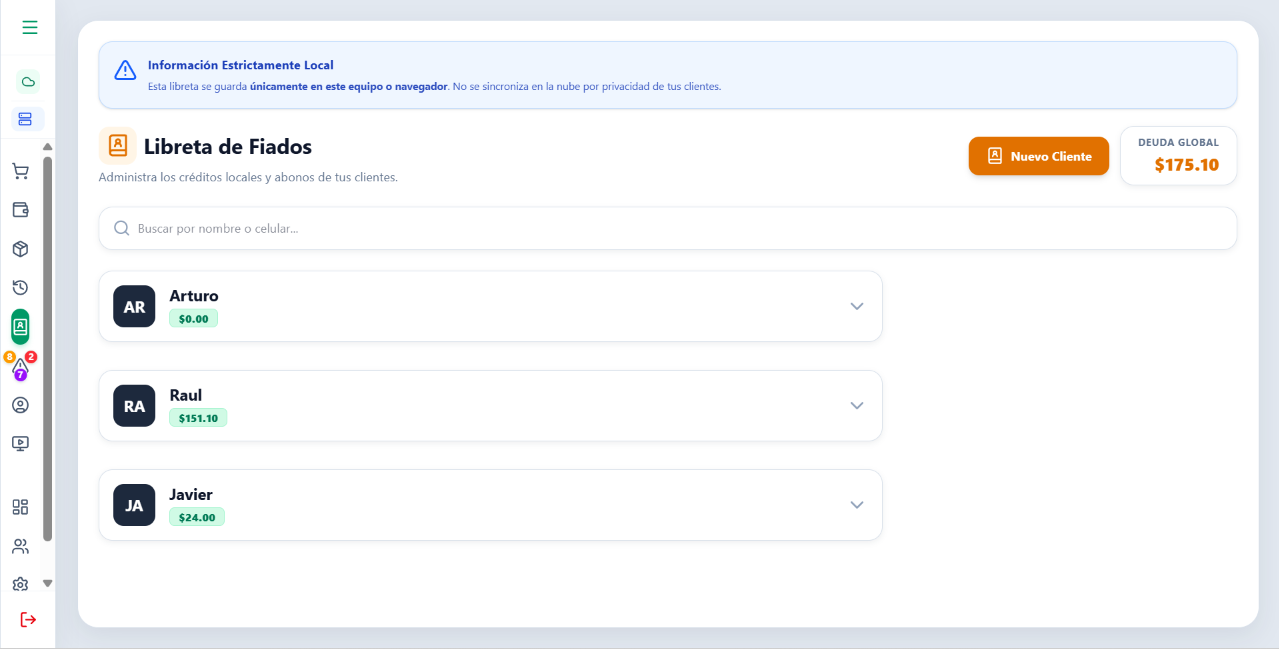 Información Estrictamente Local
Esta libreta se guarda únicamente en este equipo o navegador. No se sincroniza en la nube por privacidad de tus clientes.
Libreta de Fiados
Administra los créditos locales y abonos de tus clientes.
Nuevo Cliente
DEUDA GLOBAL
$175.10
Buscar por nombre o celular...
AR
Arturo
$0.00
RA
Raul
$151.10
JA
Javier
$24.00
8
2
7